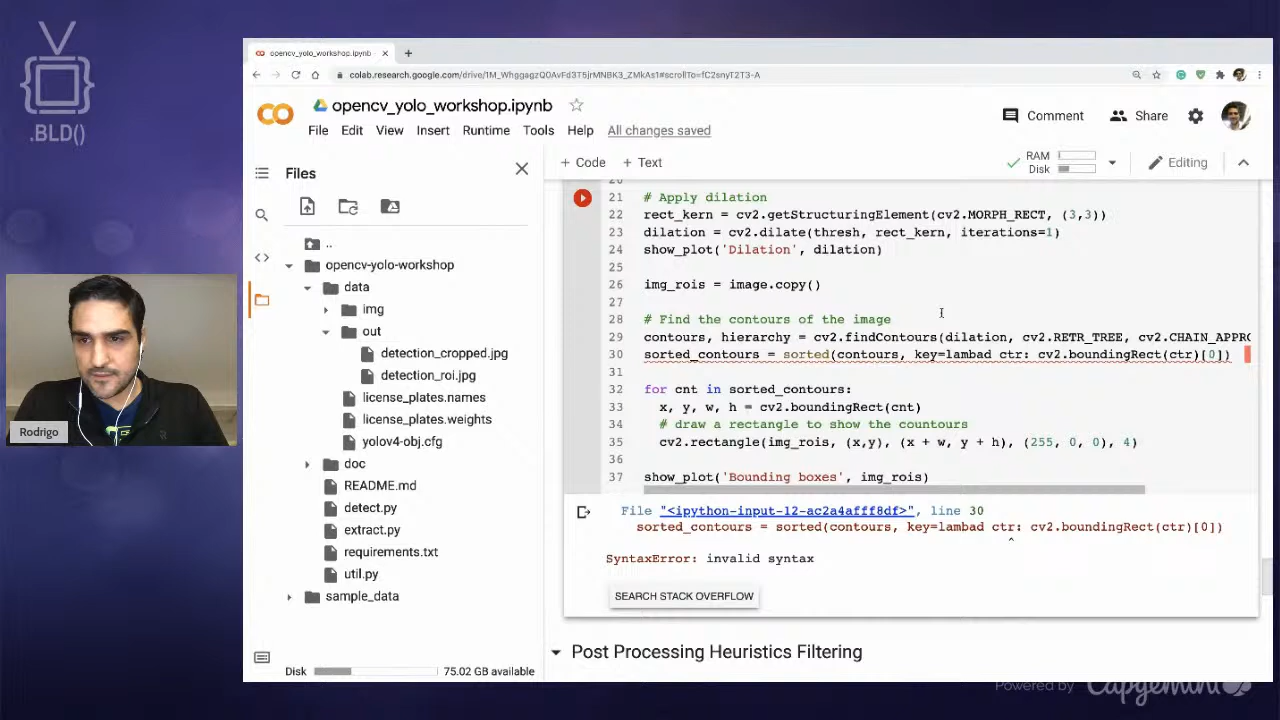 .BLD()
Rodrigo
opencv_yolo_workshop.ipynb
colab.research.google.com/drive/1M_WhggagzQ0AvFd3T5jrMNBK3_ZMkAs1#scrollTo=fC2snyT2T3-A
opencv_yolo_workshop.ipynb
File Edit View Insert Runtime Tools Help All changes saved
Comment Share
Files
+ Code + Text
RAM
Disk
Editing
..
opencv-yolo-workshop
data
img
out
detection_cropped.jpg
detection_roi.jpg
license_plates.names
license_plates.weights
yolov4-obj.cfg
doc
README.md
detect.py
extract.py
requirements.txt
util.py
sample_data
Disk 75.02 GB available
20
21 # Apply dilation
22 rect_kern = cv2.getStructuringElement(cv2.MORPH_RECT, (3,3))
23 dilation = cv2.dilate(thresh, rect_kern, iterations=1)
24 show_plot('Dilation', dilation)
25
26 img_rois = image.copy()
27
28 # Find the contours of the image
29 contours, hierarchy = cv2.findContours(dilation, cv2.RETR_TREE, cv2.CHAIN_APPRO
30 sorted_contours = sorted(contours, key=lambad ctr: cv2.boundingRect(ctr)[0])
31
32 for cnt in sorted_contours:
33 x, y, w, h = cv2.boundingRect(cnt)
34 # draw a rectangle to show the countours
35 cv2.rectangle(img_rois, (x,y), (x + w, y + h), (255, 0, 0), 4)
36
37 show_plot('Bounding boxes', img_rois)
File "<ipython-input-12-ac2a4afff8df>", line 30
sorted_contours = sorted(contours, key=lambad ctr: cv2.boundingRect(ctr)[0])
^
SyntaxError: invalid syntax
SEARCH STACK OVERFLOW
Post Processing Heuristics Filtering
Powered by Capgemini